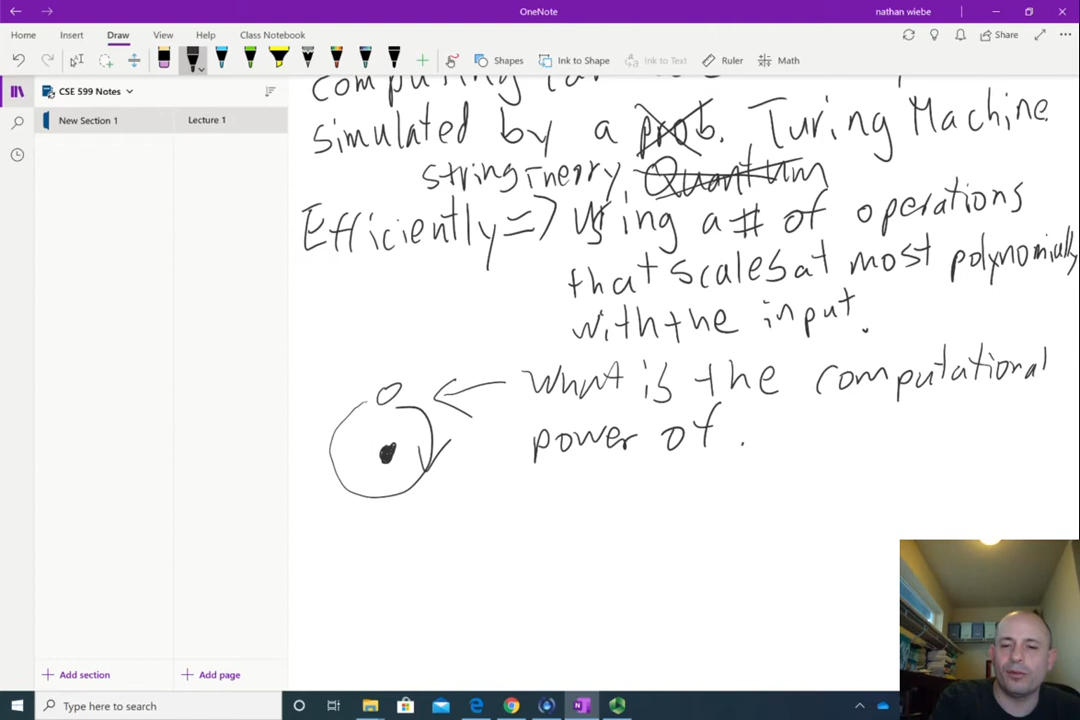 OneNote
nathan wiebe
Home Insert Draw View Help Class Notebook
Share
Shapes Ink to Shape Ink to Text Ruler Math
CSE 599 Notes
New Section 1 Lecture 1
computing
simulated by a prob. Turing Machine
string Theory, Quantum
Efficiently => Using a # of operations
that scales at most polynomially
with the input.
What is the computational
power of .
Add section Add page
Type here to search